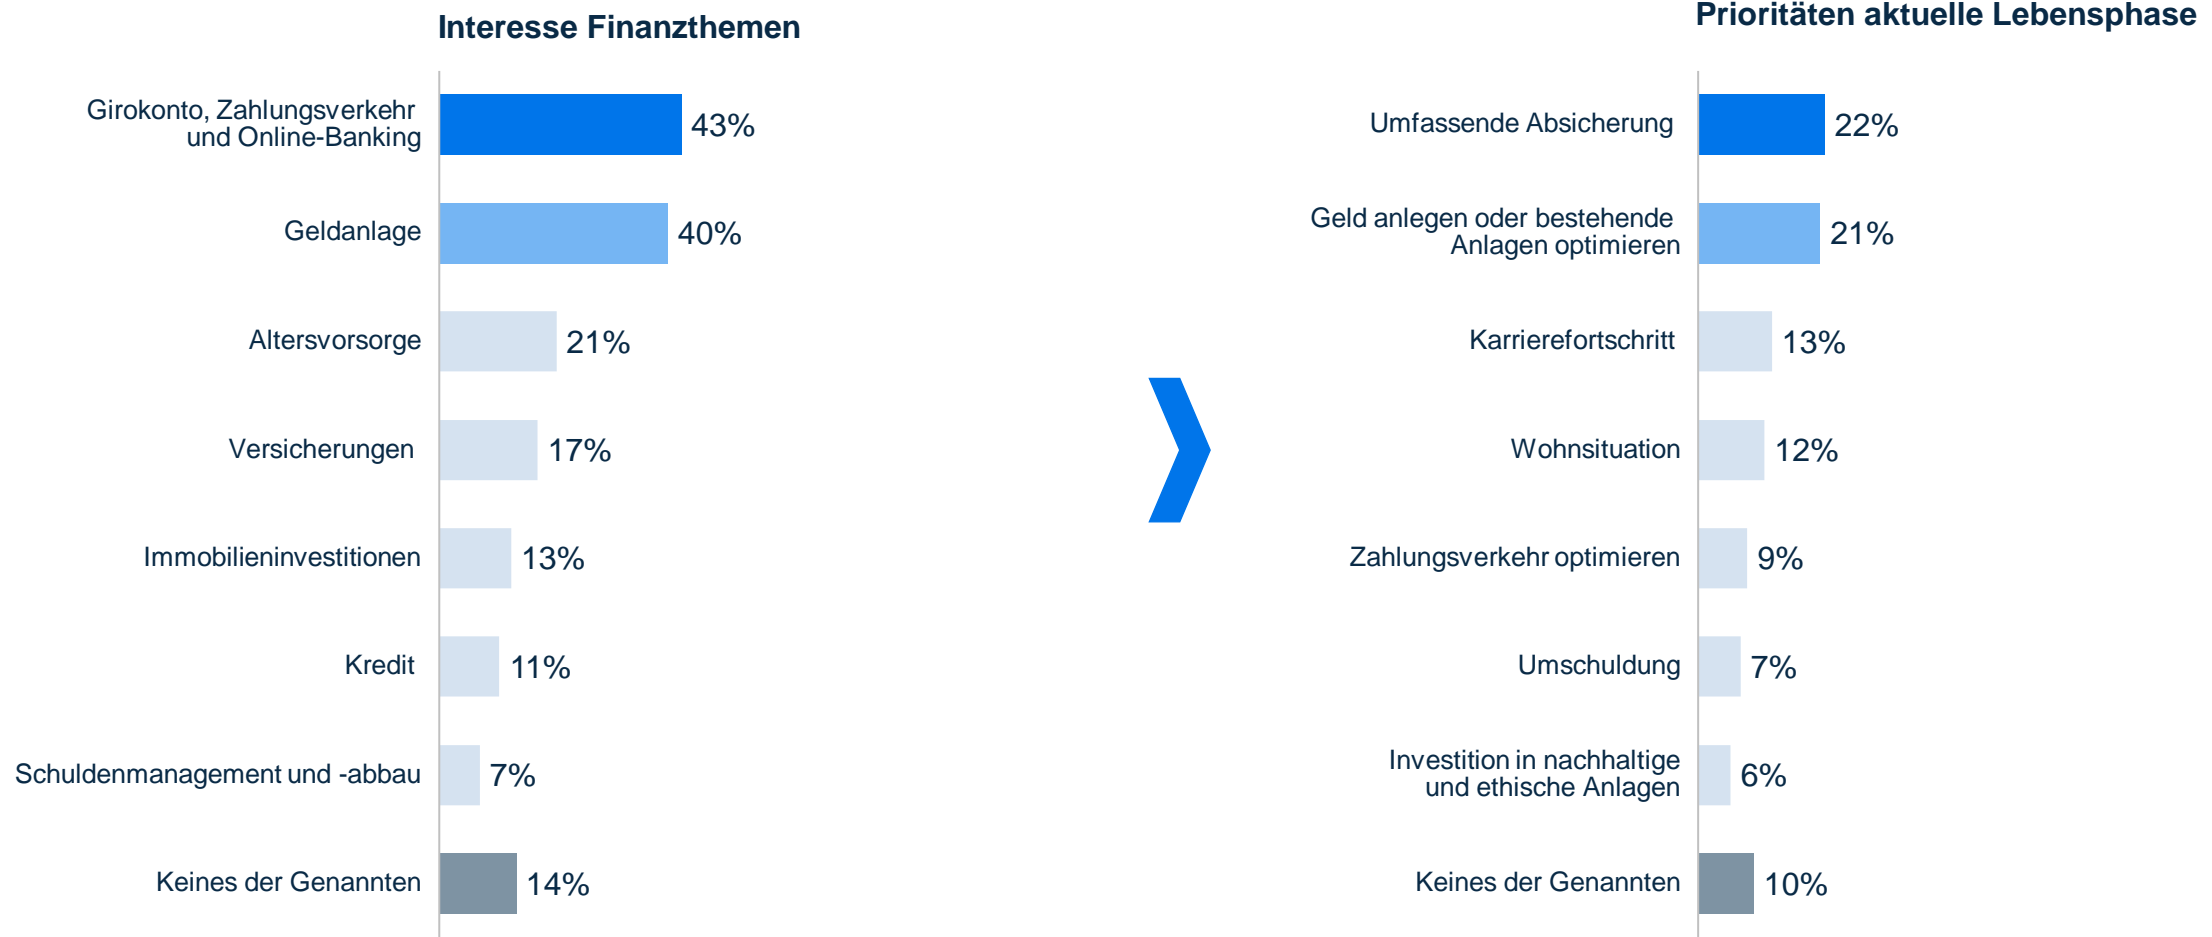 Interesse Finanzthemen
Girokonto, Zahlungsverkehr
und Online-Banking
43%
Geldanlage
40%
Altersvorsorge
21%
Versicherungen
17%
Immobilieninvestitionen
13%
Kredit
11%
Schuldenmanagement und -abbau
7%
Keines der Genannten
14%
Prioritäten aktuelle Lebensphase
Umfassende Absicherung
22%
Geld anlegen oder bestehende
Anlagen optimieren
21%
Karrierefortschritt
13%
Wohnsituation
12%
Zahlungsverkehr optimieren
9%
Umschuldung
7%
Investition in nachhaltige
und ethische Anlagen
6%
Keines der Genannten
10%